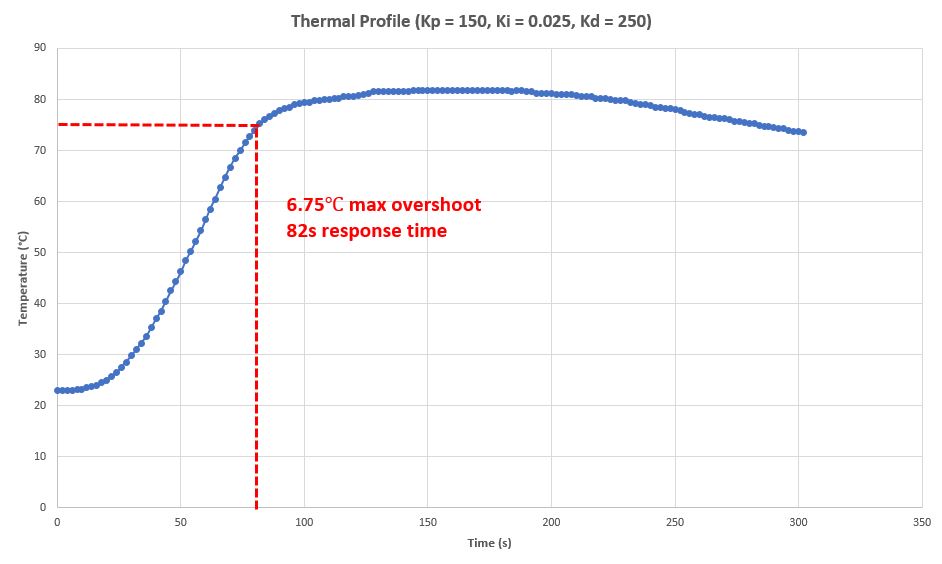 Thermal Profile (Kp = 150, Ki = 0.025, Kd = 250)
90
80
70
60
50
40
30
20
10
0
Temperature (°C)
6.75°C max overshoot
82s response time
0 50 100 150 200 250 300 350
Time (s)